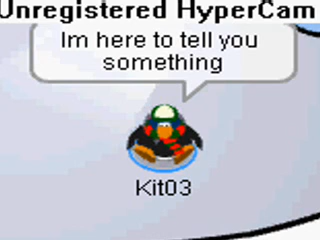 Unregistered HyperCam
Im here to tell you
something
Kit03